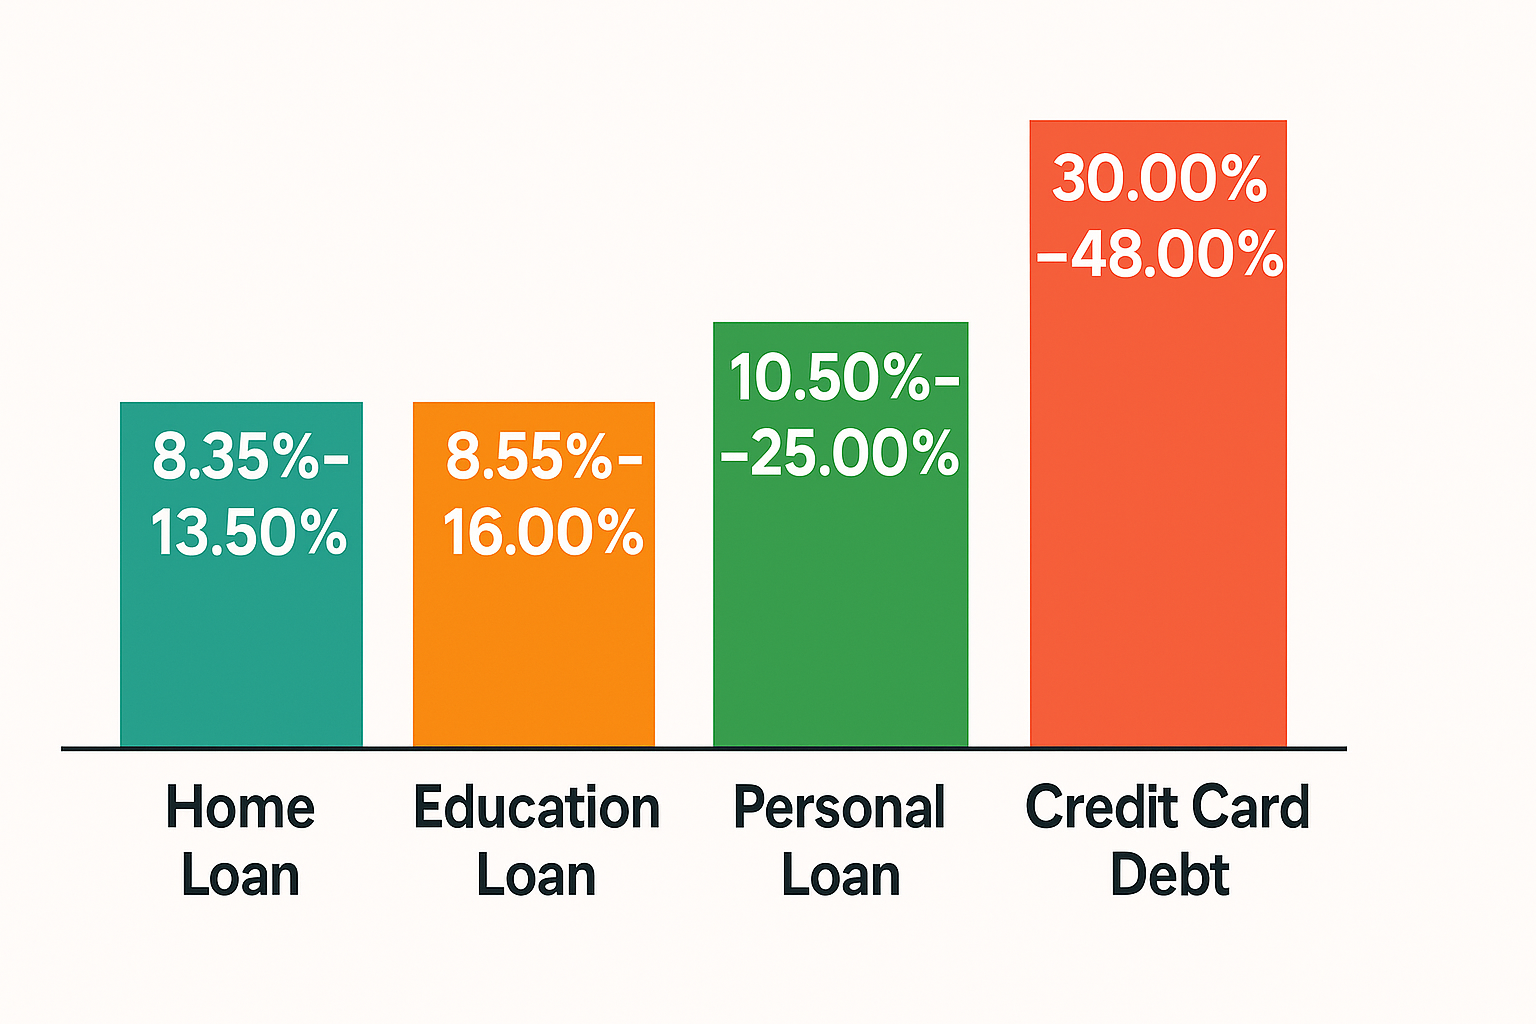 8.35%–
13.50%
8.55%–
16.00%
10.50%–
–25.00%
30.00%
–48.00%
Home
Loan
Education
Loan
Personal
Loan
Credit Card
Debt